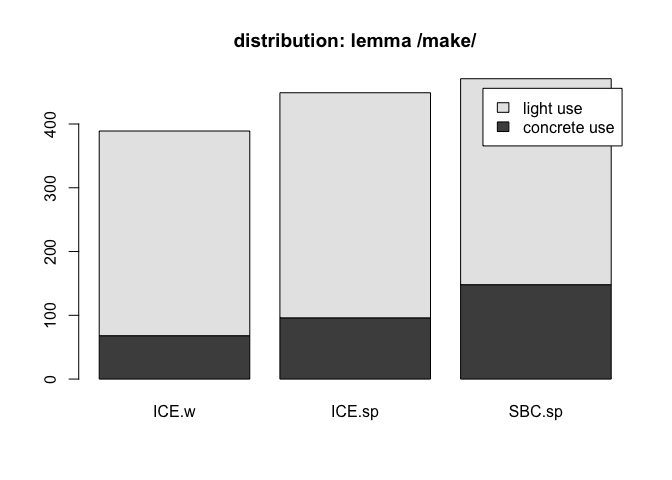 distribution: lemma /make/
400
300
200
100
0
light use
concrete use
ICE.w
ICE.sp
SBC.sp